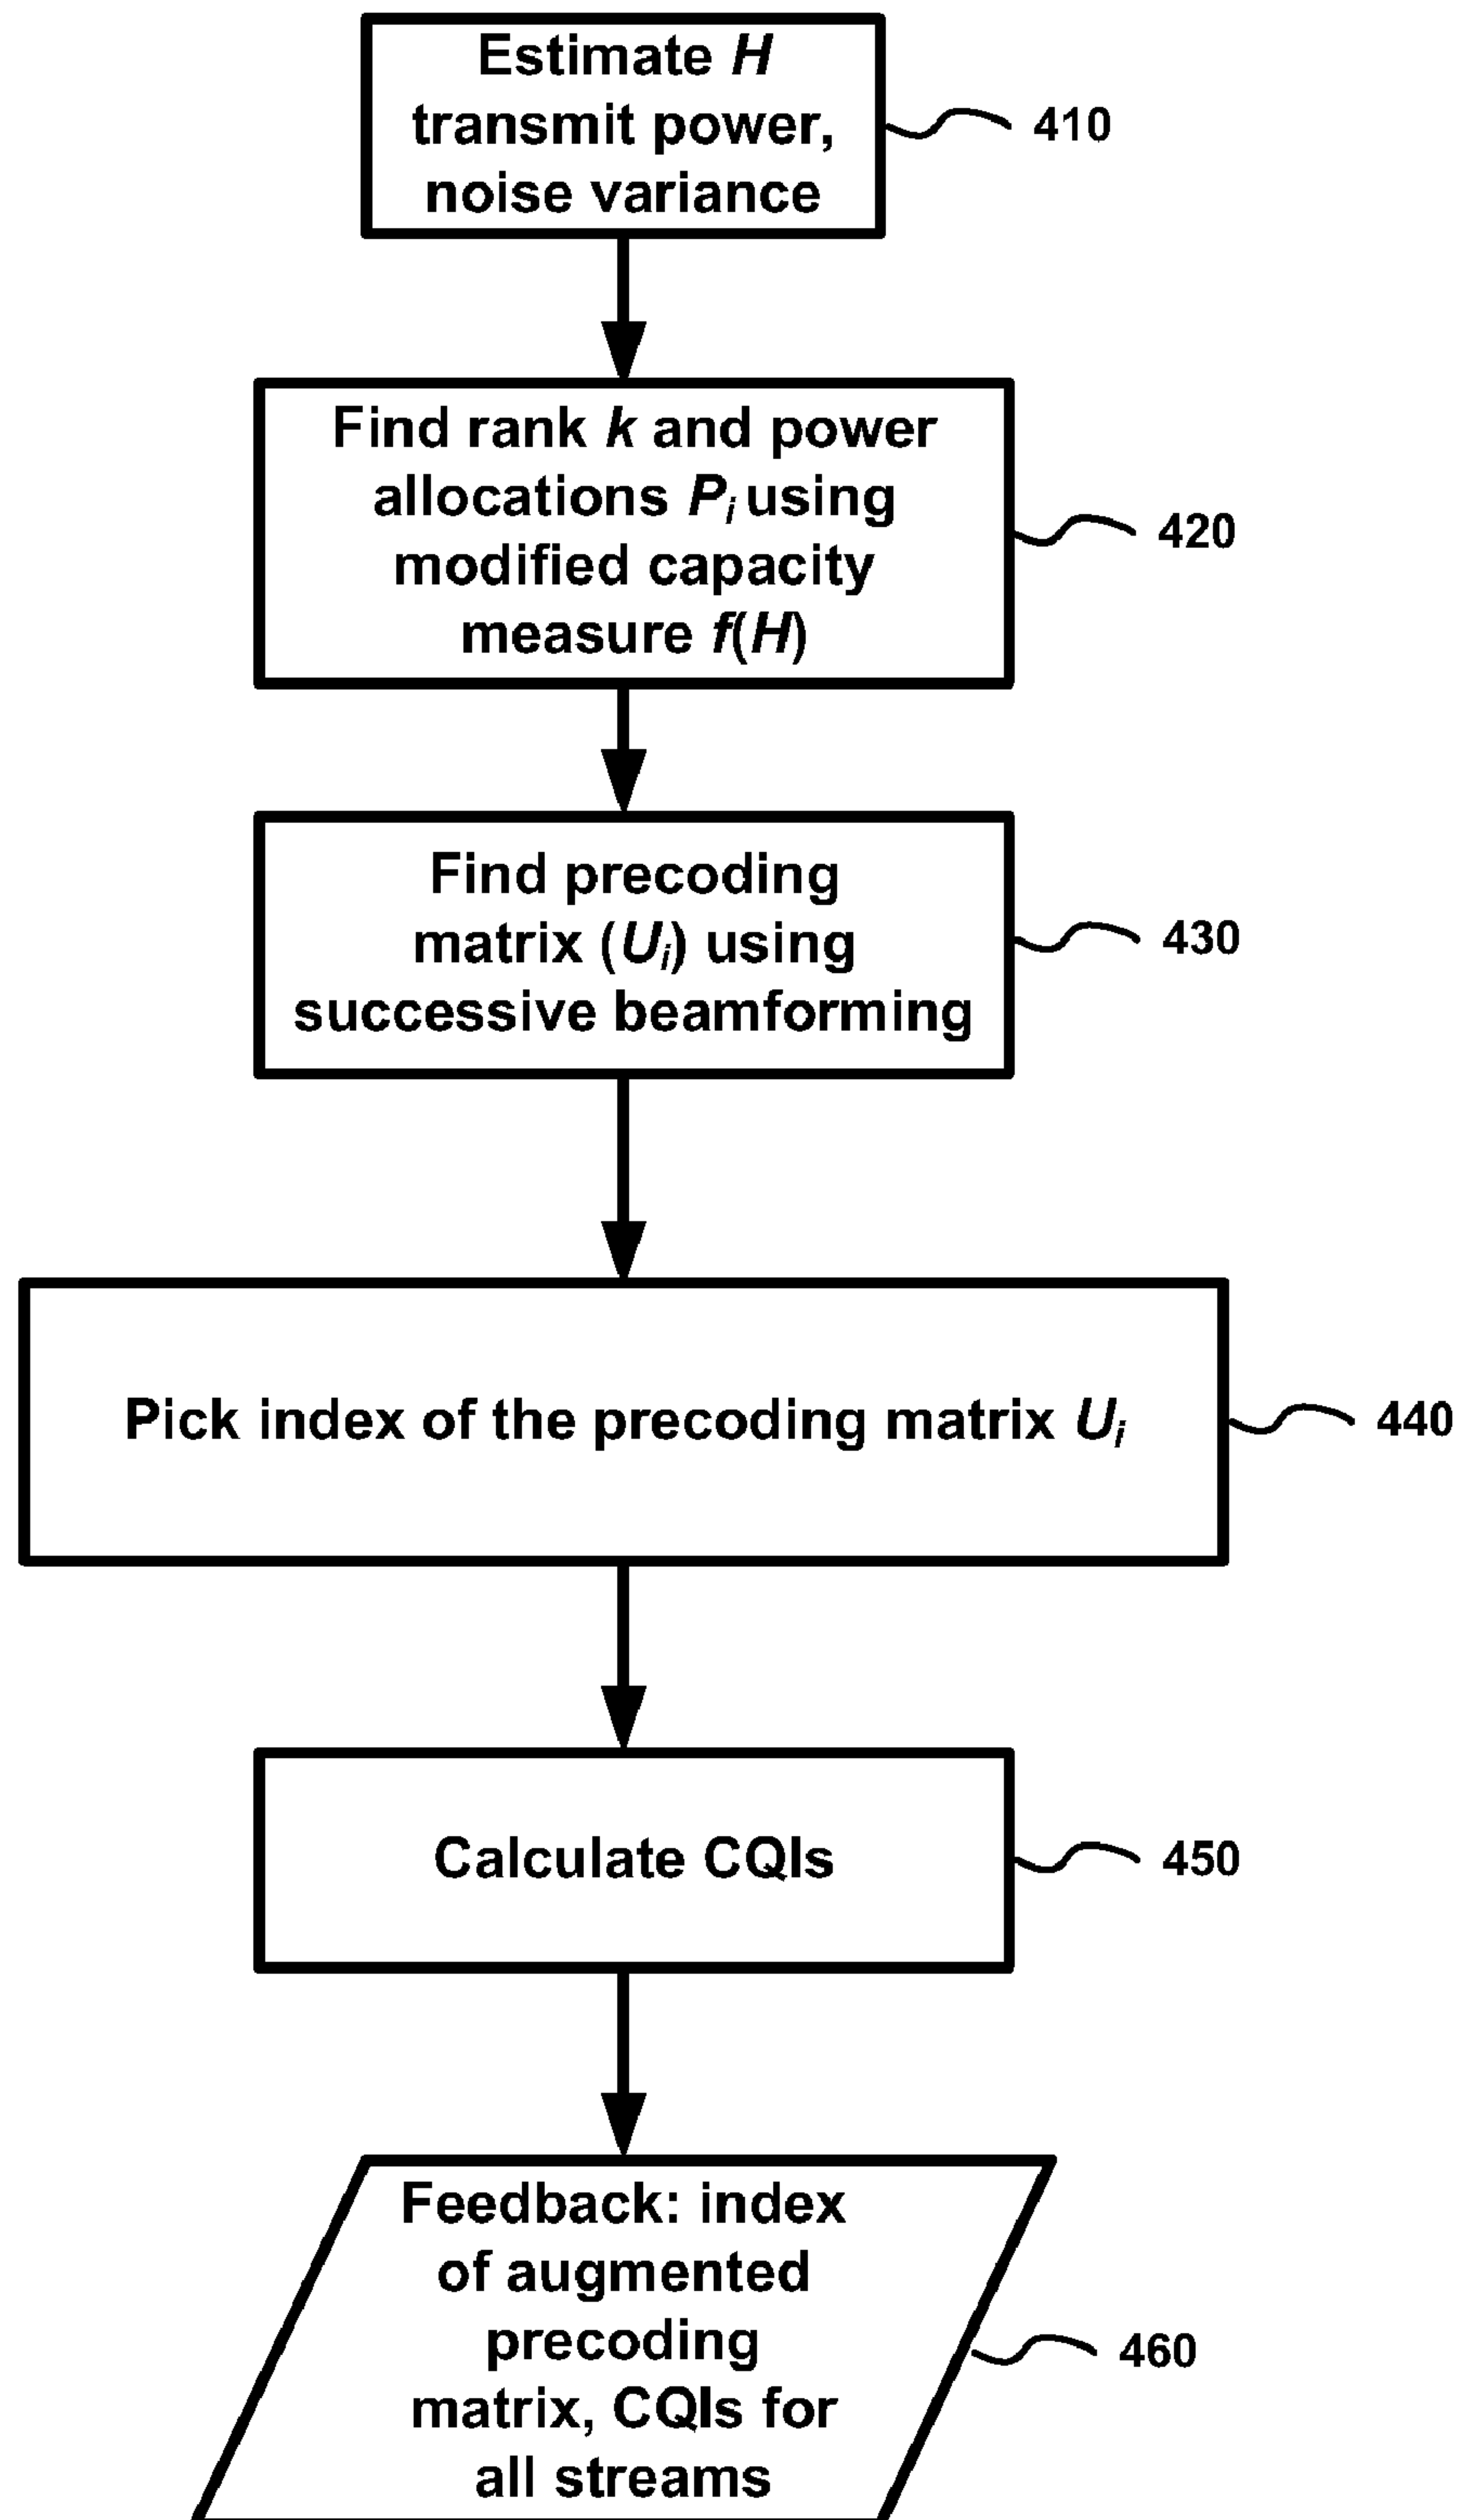 Estimate H
transmit power,
noise variance
410
Find rank k and power
allocations Pi using
modified capacity
measure f(H)
420
Find precoding
matrix (Ui) using
successive beamforming
430
Pick index of the precoding matrix Ui
440
Calculate CQIs
450
Feedback: index
of augmented
precoding
matrix, CQIs for
all streams
460